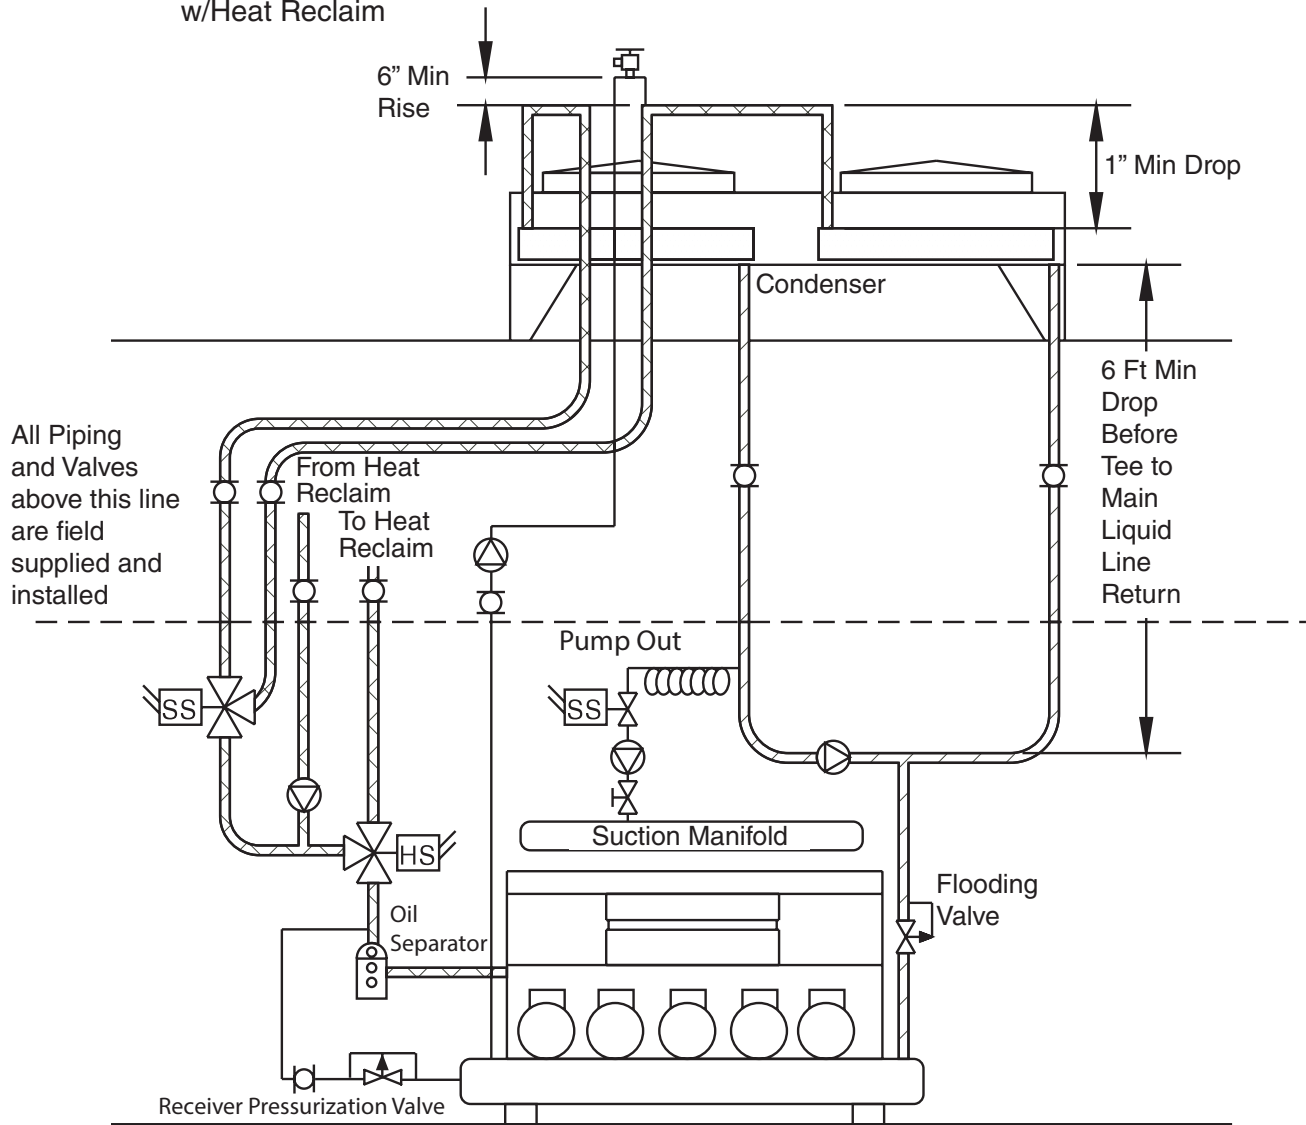 w/Heat Reclaim
6” Min
Rise
1” Min Drop
Condenser
6 Ft Min
Drop
Before
Tee to
Main
Liquid
Line
Return
All Piping
and Valves
above this line
are field
supplied and
installed
From Heat
Reclaim
To Heat
Reclaim
Pump Out
SS
SS
Suction Manifold
HS
Flooding
Valve
Oil
Separator
Receiver Pressurization Valve